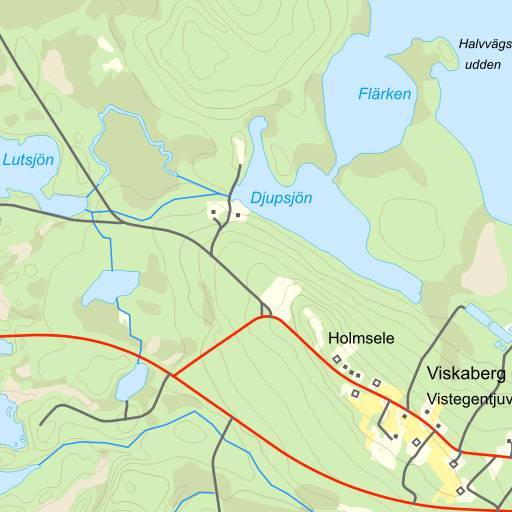 Halvvägs
udden
Flärken
Lutsjön
Djupsjön
Holmsele
Viskaberg
Vistegentjuv